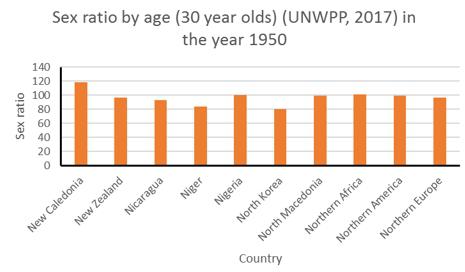 Sex ratio by age (30 year olds) (UNWPP, 2017) in
the year 1950
140
120
100
80
60
40
20
0
Sex ratio
New Caledonia
New Zealand
Nicaragua
Niger
Nigeria
North Korea
North Macedonia
Northern Africa
Northern America
Northern Europe
Country